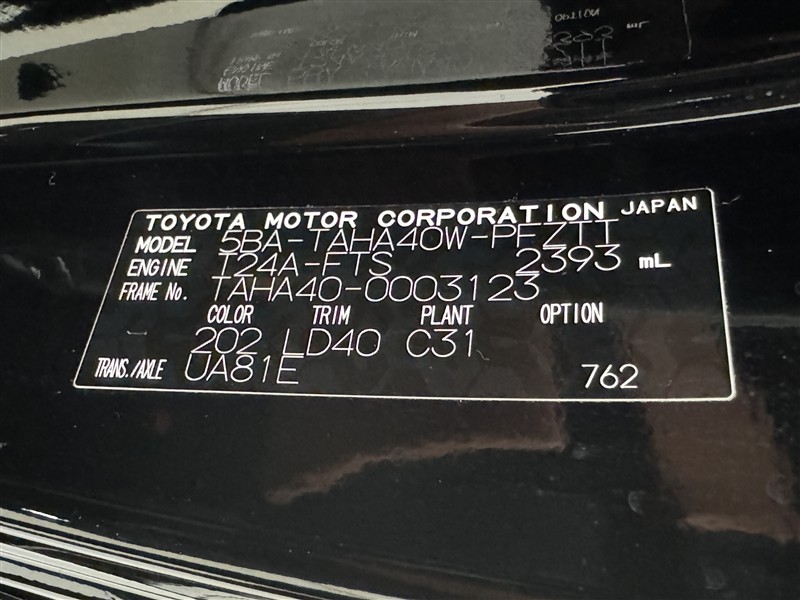 TOYOTA MOTOR CORPORATION JAPAN
MODEL 5BA-TAHA40W-PFZTT
ENGINE T24A-FTS 2393 mL
FRAME No. TAHA40-0003123
COLOR TRIM PLANT OPTION
202 LD40 C31
TRANS./AXLE UA81E 762